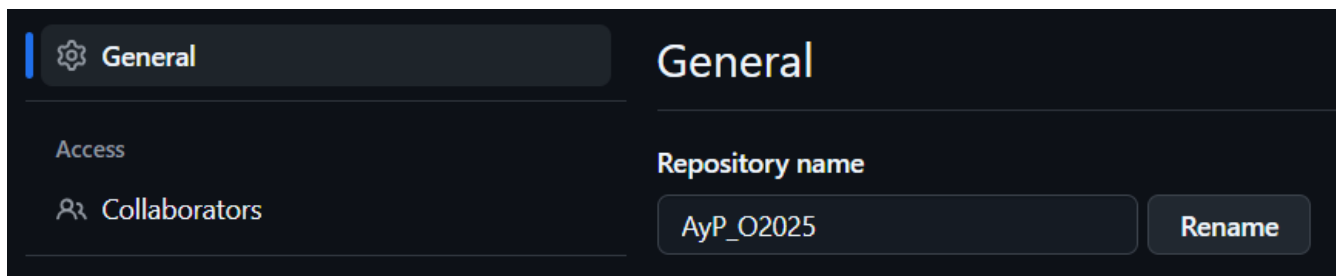 General
Access
Collaborators
General
Repository name
AyP_O2025
Rename